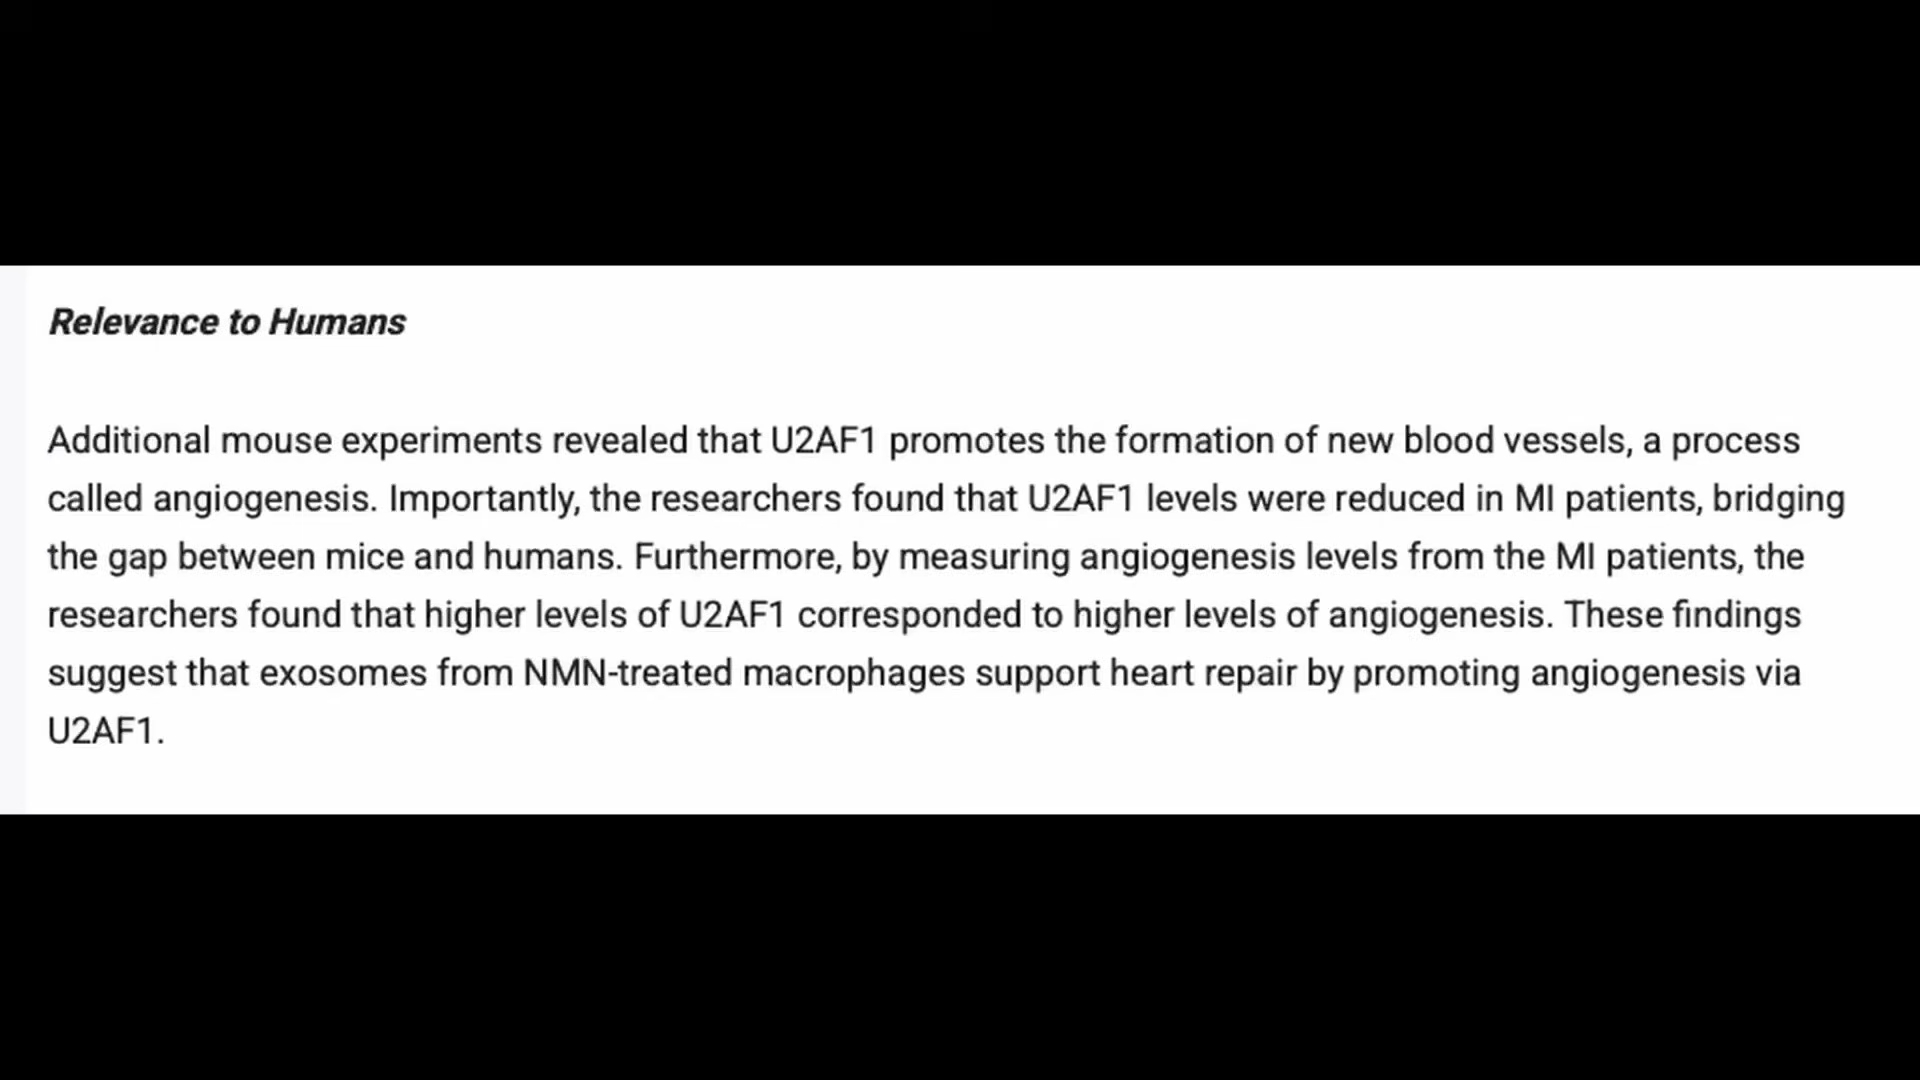 Relevance to Humans
Additional mouse experiments revealed that U2AF1 promotes the formation of new blood vessels, a process
called angiogenesis. Importantly, the researchers found that U2AF1 levels were reduced in MI patients, bridging
the gap between mice and humans. Furthermore, by measuring angiogenesis levels from the MI patients, the
researchers found that higher levels of U2AF1 corresponded to higher levels of angiogenesis. These findings
suggest that exosomes from NMN-treated macrophages support heart repair by promoting angiogenesis via
U2AF1.